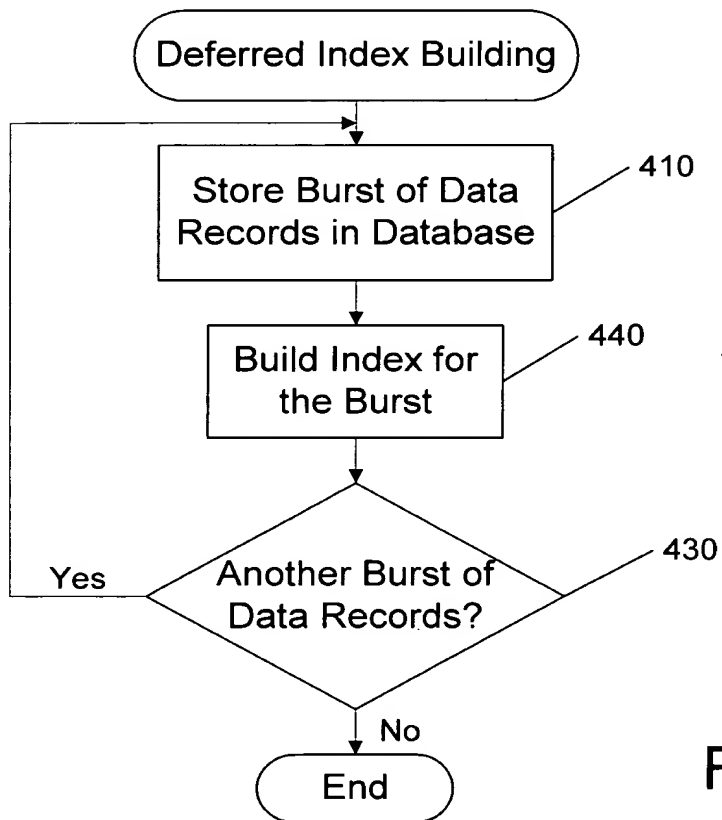 Deferred Index Building
Store Burst of Data
Records in Database
410
Build Index for
the Burst
440
Another Burst of
Data Records?
430
Yes
No
End
F